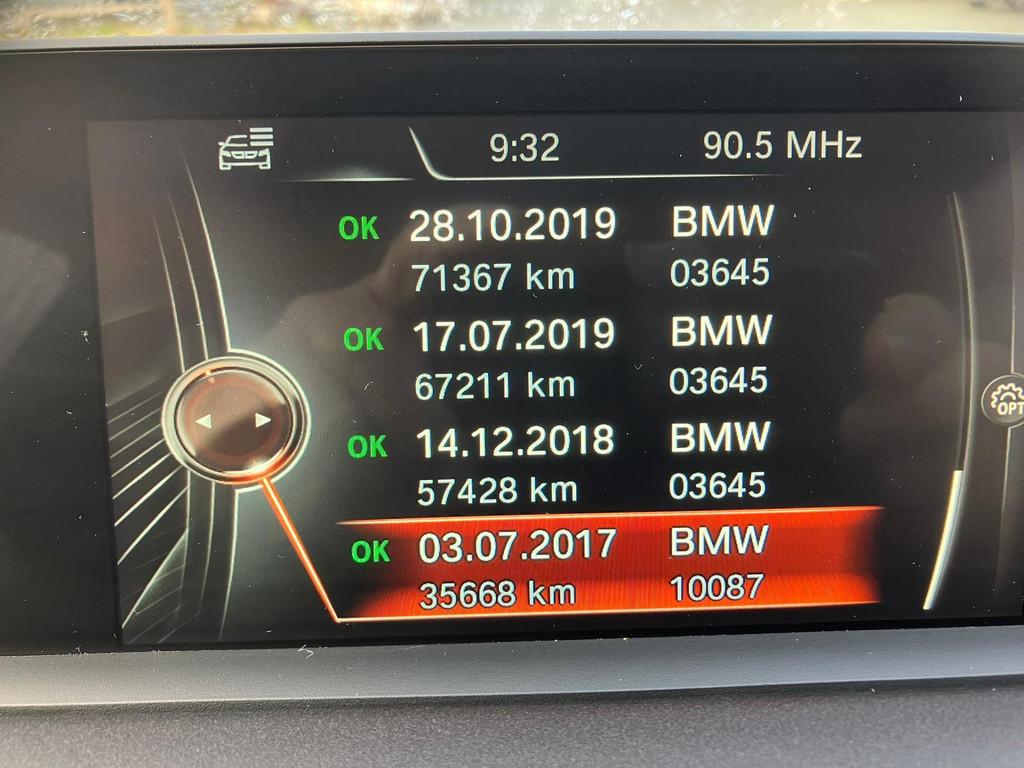 9:32 90.5 MHz
OK 28.10.2019 BMW
71367 km 03645
OK 17.07.2019 BMW
67211 km 03645
OK 14.12.2018 BMW
57428 km 03645
OK 03.07.2017 BMW
35668 km 10087
OPT